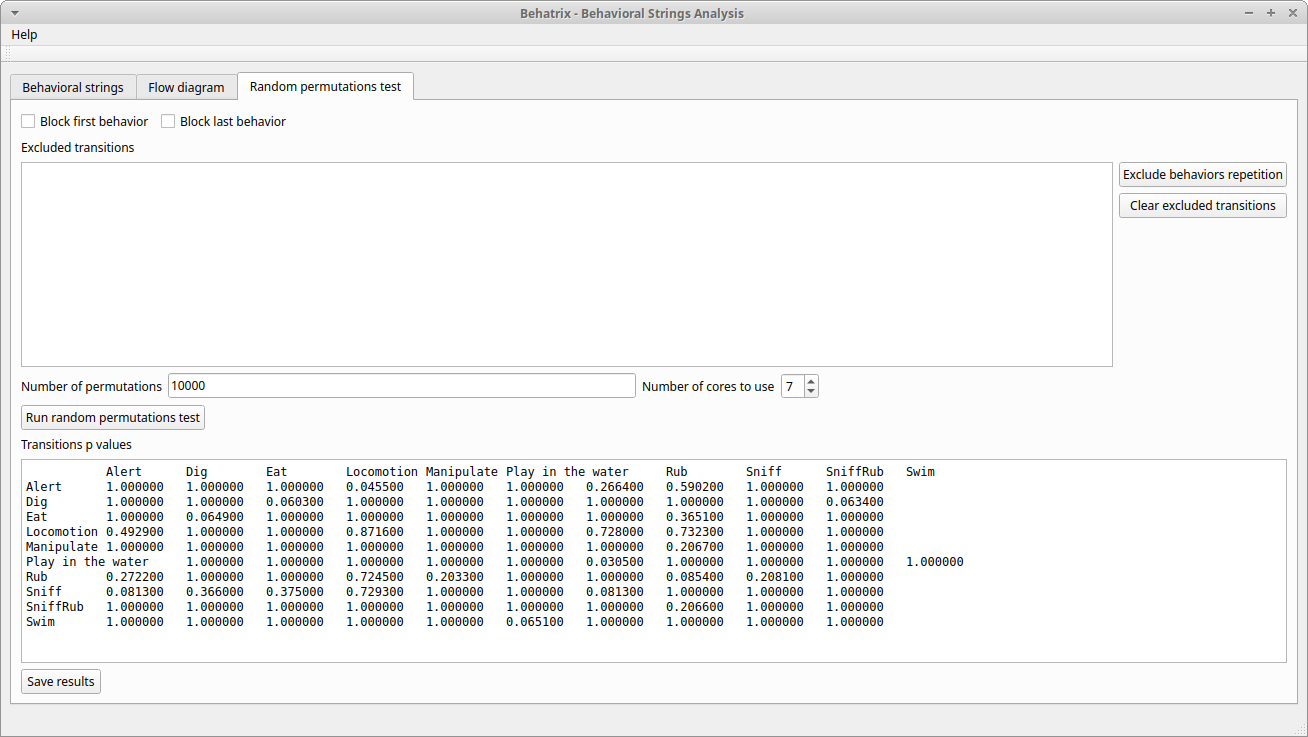 Behatrix - Behavioral Strings Analysis
Help
Behavioral strings Flow diagram Random permutations test
Block first behavior Block last behavior
Excluded transitions
Exclude behaviors repetition
Clear excluded transitions
Number of permutations 10000 Number of cores to use 7
Run random permutations test
Transitions p values
Alert Dig Eat Locomotion Manipulate Play in the water Rub Sniff SniffRub Swim
Alert 1.000000 1.000000 1.000000 0.045500 1.000000 1.000000 0.266400 0.590200 1.000000 1.000000
Dig 1.000000 1.000000 0.060300 1.000000 1.000000 1.000000 1.000000 1.000000 1.000000 0.063400
Eat 1.000000 0.064900 1.000000 1.000000 1.000000 1.000000 1.000000 0.365100 1.000000 1.000000
Locomotion 0.492900 1.000000 1.000000 0.871600 1.000000 1.000000 0.728000 0.732300 1.000000 1.000000
Manipulate 1.000000 1.000000 1.000000 1.000000 1.000000 1.000000 1.000000 0.206700 1.000000 1.000000
Play in the water 1.000000 1.000000 1.000000 1.000000 1.000000 0.030500 1.000000 1.000000 1.000000 1.000000
Rub 0.272200 1.000000 1.000000 0.724500 0.203300 1.000000 1.000000 0.085400 0.208100 1.000000
Sniff 0.081300 0.366000 0.375000 0.729300 1.000000 1.000000 0.081300 1.000000 1.000000 1.000000
SniffRub 1.000000 1.000000 1.000000 1.000000 1.000000 1.000000 1.000000 0.206600 1.000000 1.000000
Swim 1.000000 1.000000 1.000000 1.000000 1.000000 0.065100 1.000000 1.000000 1.000000 1.000000
Save results